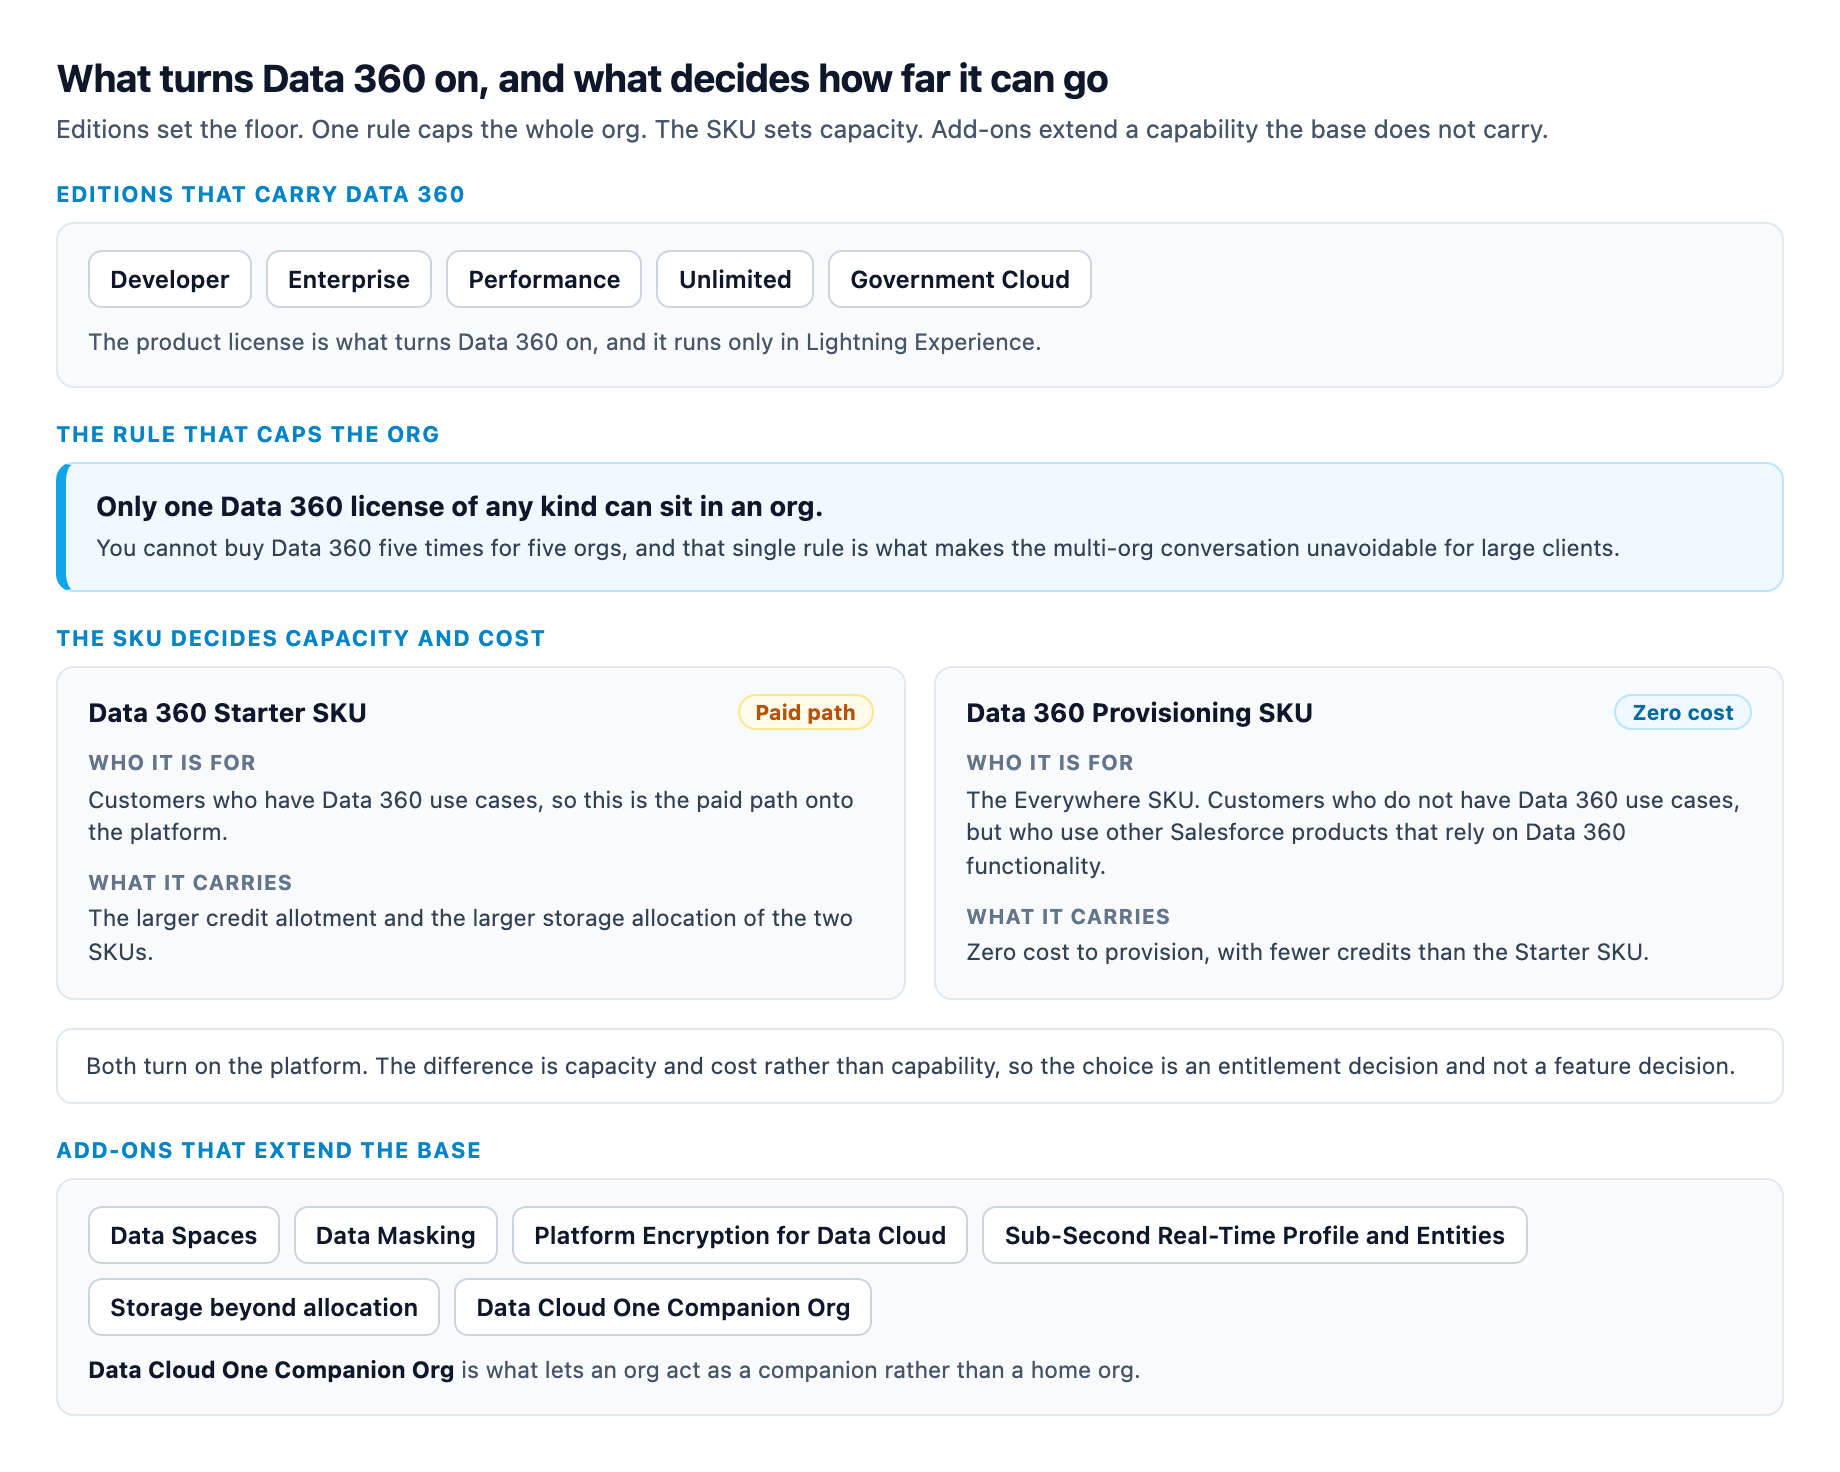 What turns Data 360 on, and what decides how far it can go
Editions set the floor. One rule caps the whole org. The SKU sets capacity. Add-ons extend a capability the base does not carry.
EDITIONS THAT CARRY DATA 360
Developer
Enterprise
Performance
Unlimited
Government Cloud
The product license is what turns Data 360 on, and it runs only in Lightning Experience.
THE RULE THAT CAPS THE ORG
Only one Data 360 license of any kind can sit in an org.
You cannot buy Data 360 five times for five orgs, and that single rule is what makes the multi-org conversation unavoidable for large clients.
THE SKU DECIDES CAPACITY AND COST
Data 360 Starter SKU
Paid path
WHO IT IS FOR
Customers who have Data 360 use cases, so this is the paid path onto
the platform.
WHAT IT CARRIES
The larger credit allotment and the larger storage allocation of the two
SKUs.
Data 360 Provisioning SKU
Zero cost
WHO IT IS FOR
The Everywhere SKU. Customers who do not have Data 360 use cases,
but who use other Salesforce products that rely on Data 360
functionality.
WHAT IT CARRIES
Zero cost to provision, with fewer credits than the Starter SKU.
Both turn on the platform. The difference is capacity and cost rather than capability, so the choice is an entitlement decision and not a feature decision.
ADD-ONS THAT EXTEND THE BASE
Data Spaces
Data Masking
Platform Encryption for Data Cloud
Sub-Second Real-Time Profile and Entities
Storage beyond allocation
Data Cloud One Companion Org
Data Cloud One Companion Org is what lets an org act as a companion rather than a home org.